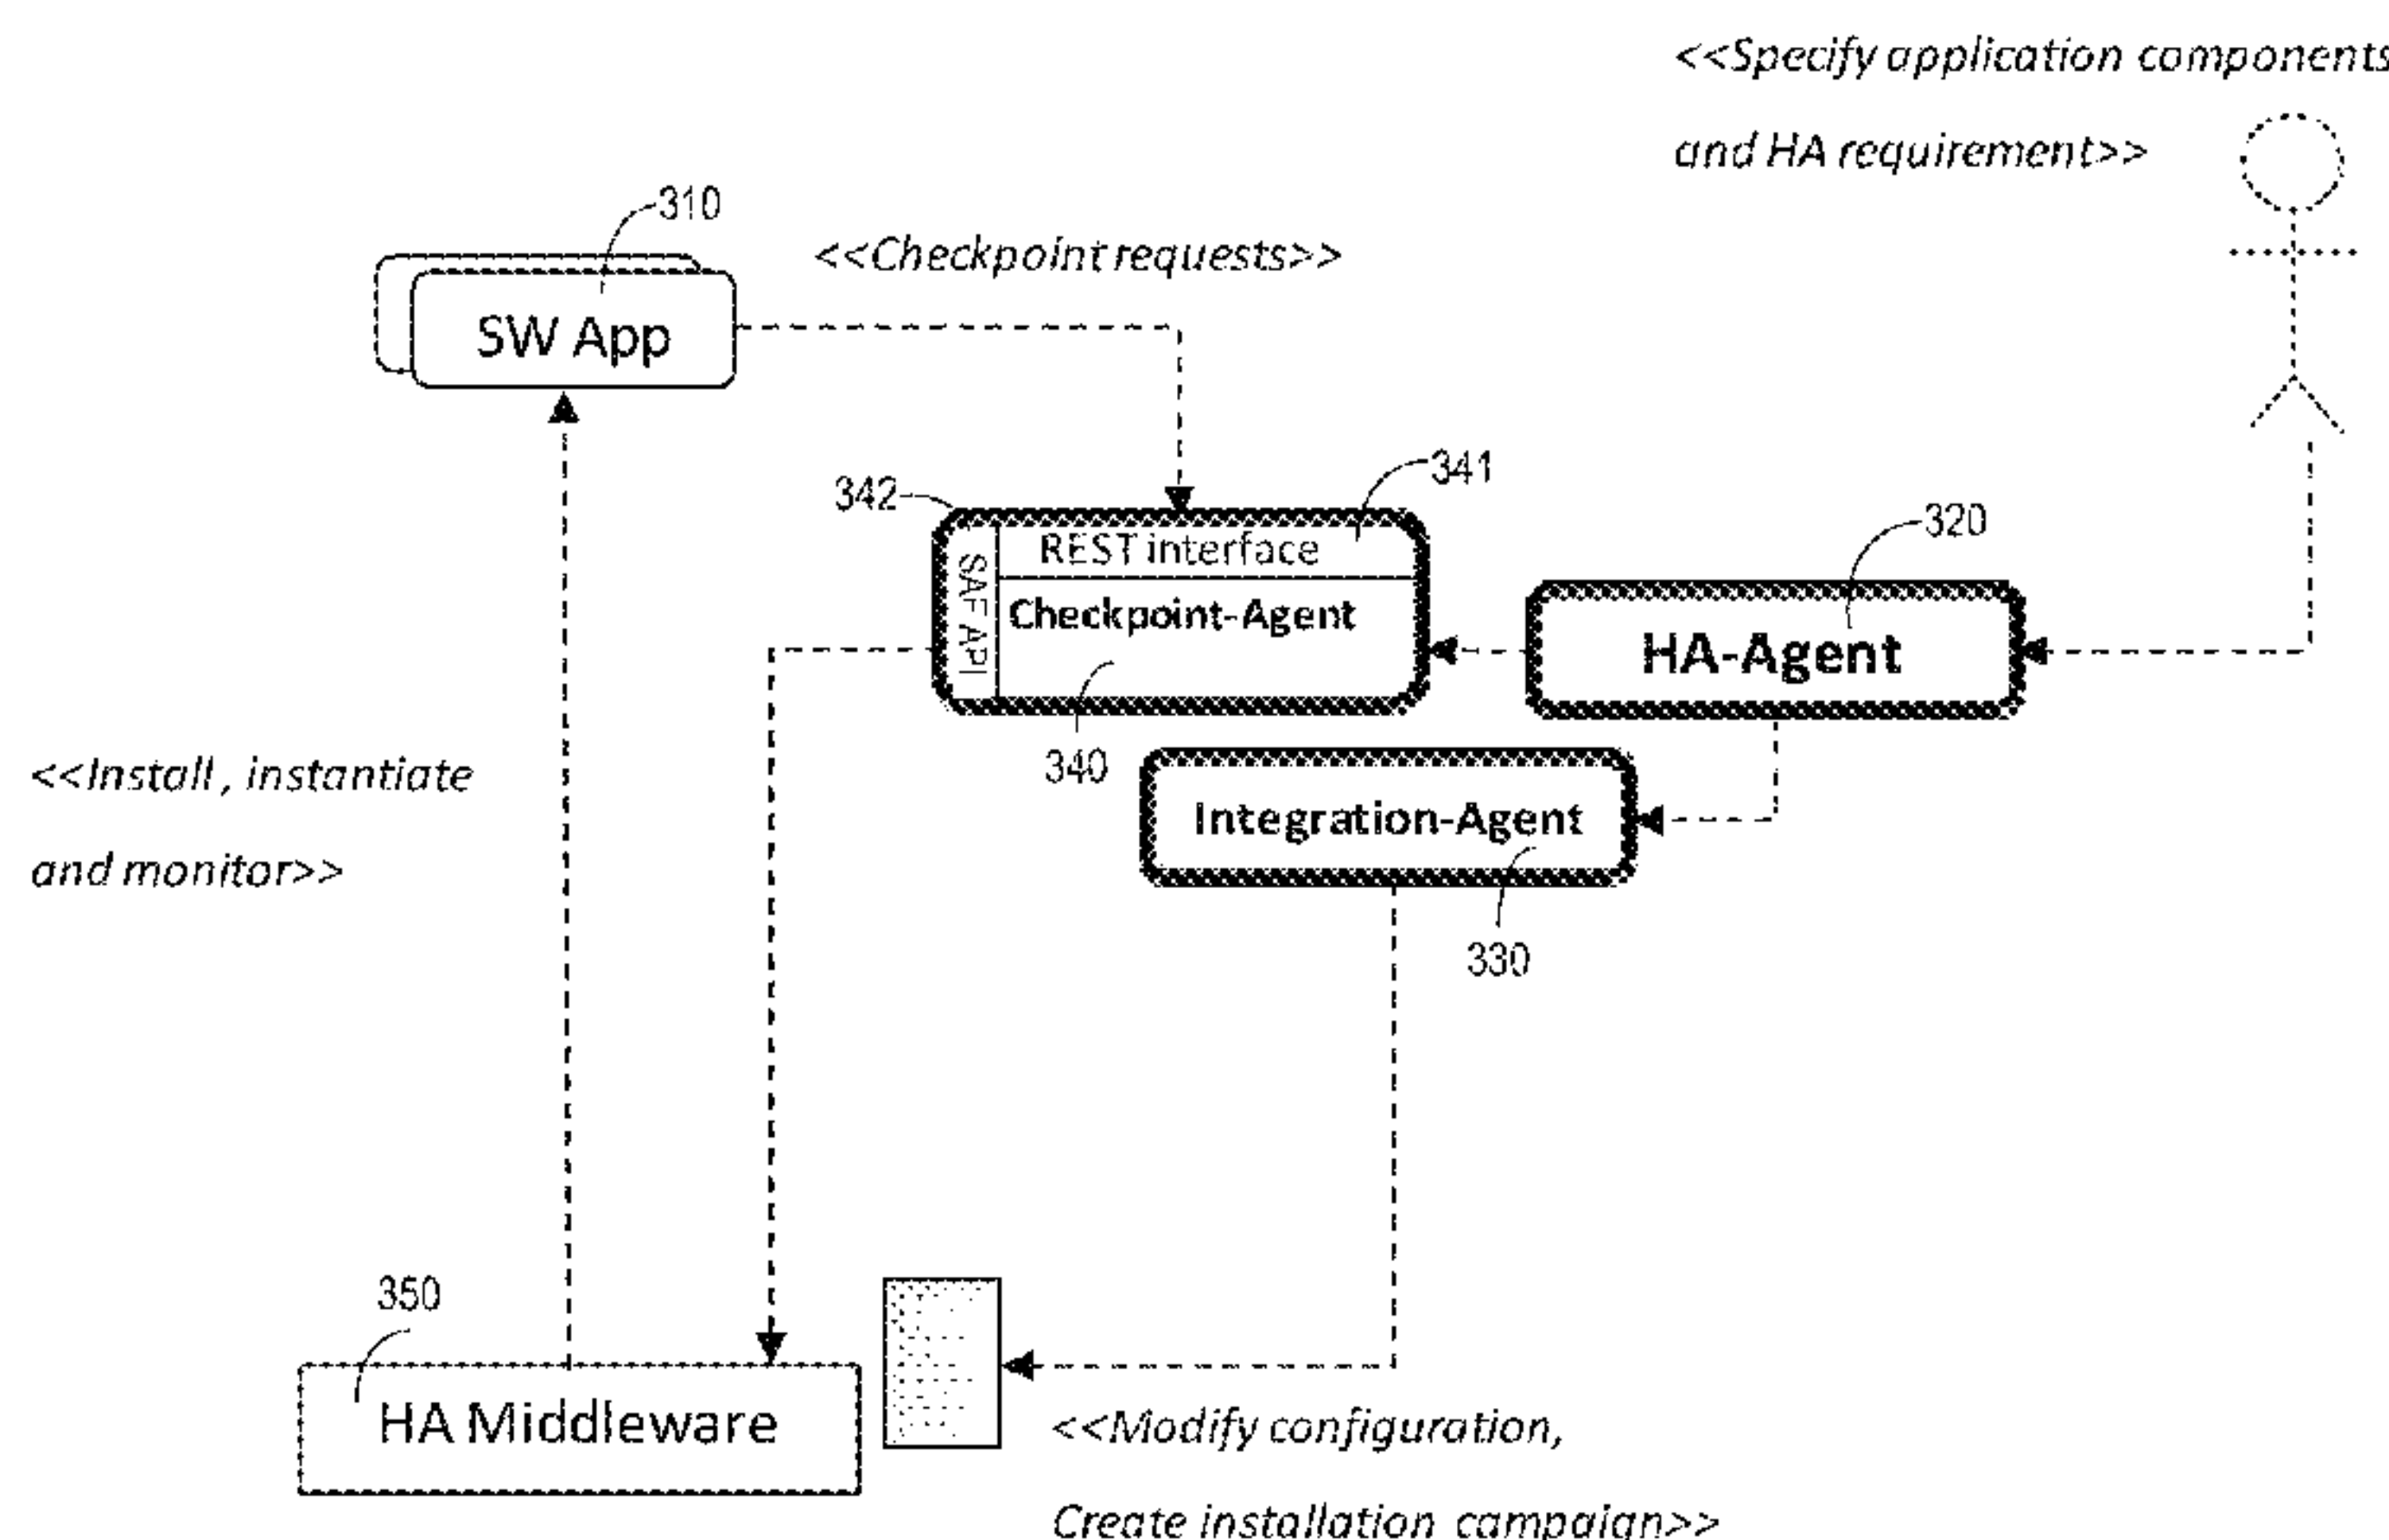 <<Specify application components
and HA requirement>>
310
<<Checkpoint requests>>
SW App
341
342
REST interface
SAF API
Checkpoint-Agent
320
HA-Agent
340
<<Install, instantiate
and monitor>>
Integration-Agent
330
350
HA Middleware
<<Modify configuration,
Create installation campaign>>